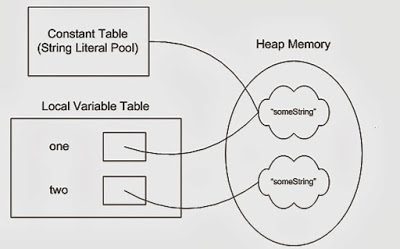 Constant Table
(String Literal Pool)
Heap Memory
Local Variable Table
one
two
"someString"
"someString"